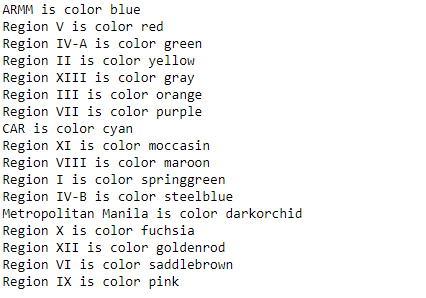 ARMM is color blue
Region V is color red
Region IV-A is color green
Region II is color yellow
Region XIII is color gray
Region III is color orange
Region VII is color purple
CAR is color cyan
Region XI is color moccasin
Region VIII is color maroon
Region I is color springgreen
Region IV-B is color steelblue
Metropolitan Manila is color darkorchid
Region X is color fuchsia
Region XII is color goldenrod
Region VI is color saddlebrown
Region IX is color pink